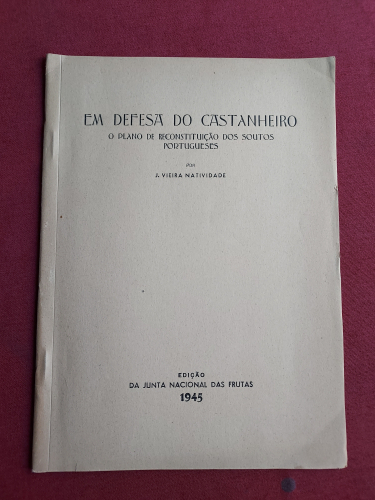 EM DEFESA DO CASTANHEIRO
O PLANO DE RECONSTITUIÇÃO DOS SOUTOS
PORTUGUESES
POR
J. VIEIRA NATIVIDADE
EDIÇÃO
DA JUNTA NACIONAL DAS FRUTAS
1945